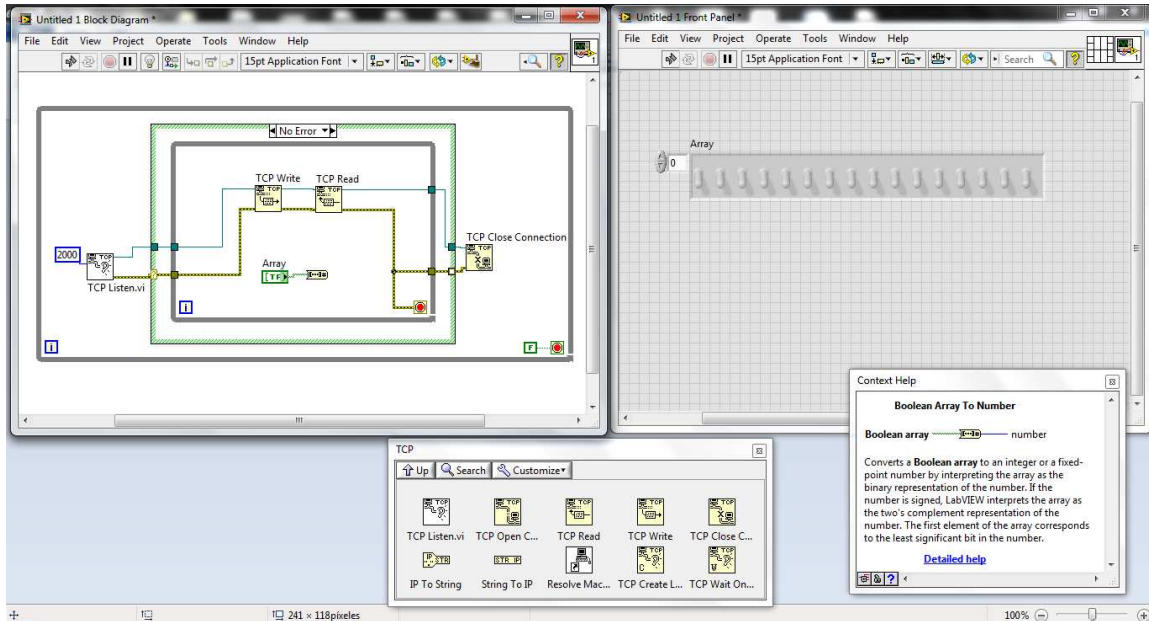 Untitled 1 Block Diagram *
File Edit View Project Operate Tools Window Help
15pt Application Font
No Error
TCP Write
TCP Read
TCP Close Connection
2000
TCP Listen.vi
Array
TF
i
i
F
Untitled 1 Front Panel *
File Edit View Project Operate Tools Window Help
15pt Application Font
Search
Array
0
TCP
Up Search Customize
TCP Listen.vi TCP Open C... TCP Read TCP Write TCP Close C...
IP To String String To IP Resolve Mac... TCP Create L... TCP Wait On...
Context Help
Boolean Array To Number
Boolean array number
Converts a Boolean array to an integer or a fixed-
point number by interpreting the array as the
binary representation of the number. If the
number is signed, LabVIEW interprets the array as
the two's complement representation of the
number. The first element of the array corresponds
to the least significant bit in the number.
Detailed help
241 × 118píxeles
100%